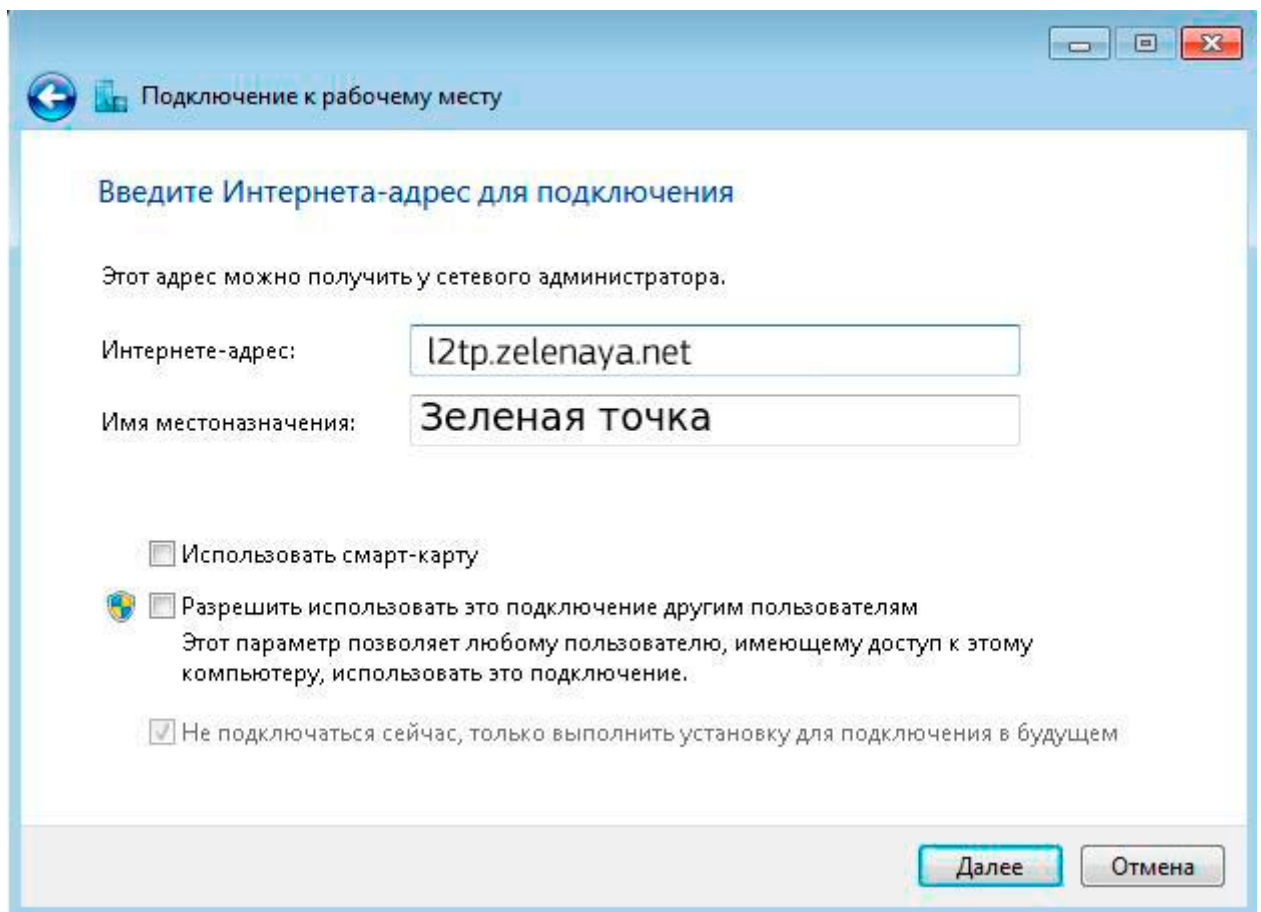 Подключение к рабочему месту
Введите Интернета-адрес для подключения
Этот адрес можно получить у сетевого администратора.
Интернете-адрес:
l2tp.zelenaya.net
Имя местоназначения:
Зеленая точка
Использовать смарт-карту
Разрешить использовать это подключение другим пользователям
Этот параметр позволяет любому пользователю, имеющему доступ к этому
компьютеру, использовать это подключение.
Не подключаться сейчас, только выполнить установку для подключения в будущем
Далее
Отмена